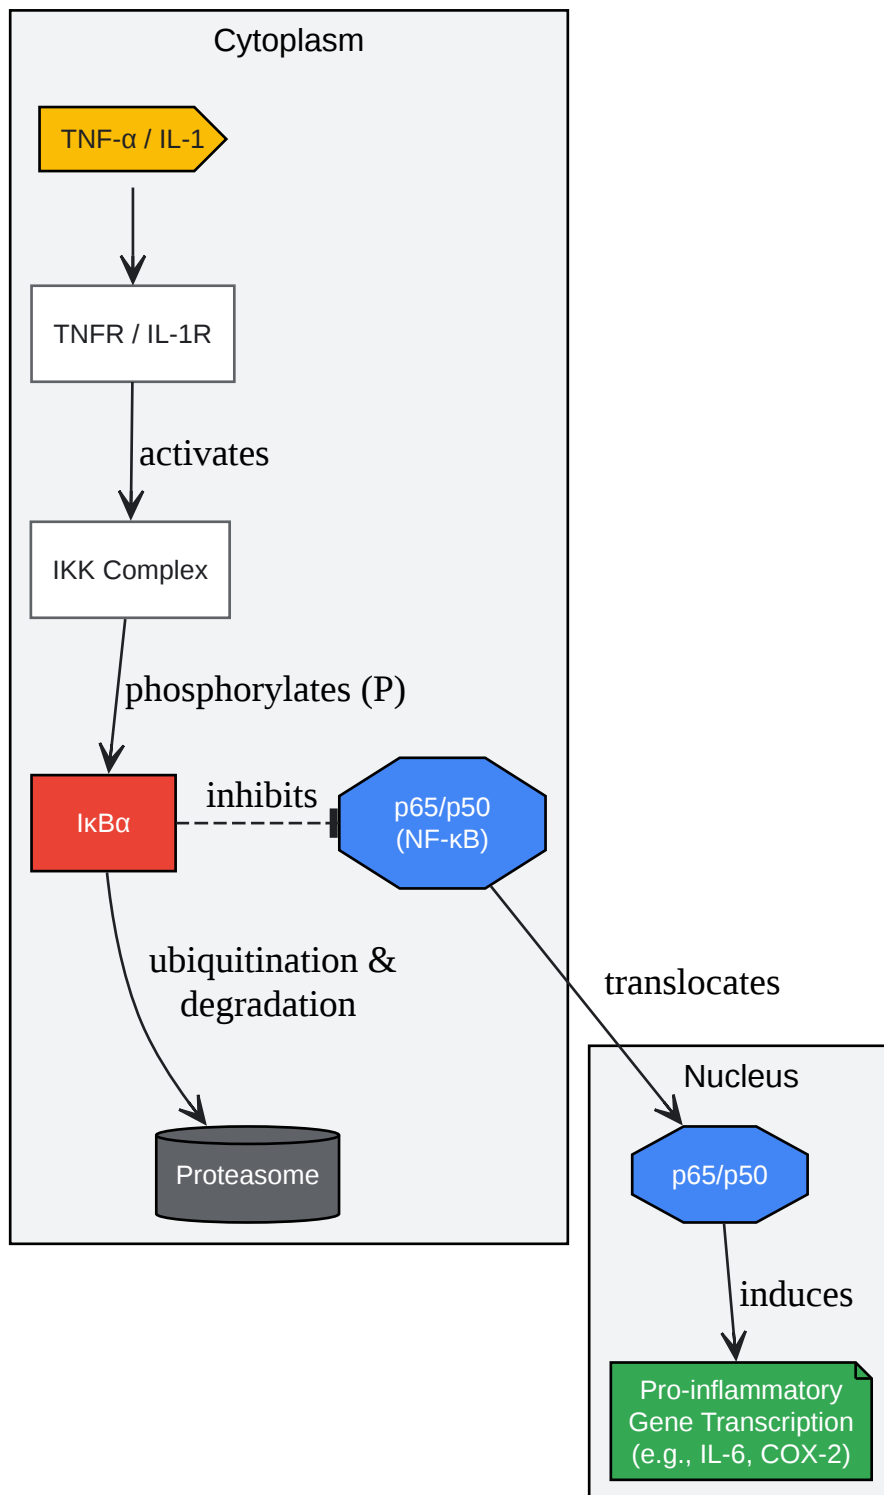 Cytoplasm
TNF-α / IL-1
TNFR / IL-1R
activates
IKK Complex
phosphorylates (P)
IκBα
inhibits
p65/p50
(NF-κB)
ubiquitination &
degradation
translocates
Proteasome
Nucleus
p65/p50
induces
Pro-inflammatory
Gene Transcription
(e.g., IL-6, COX-2)